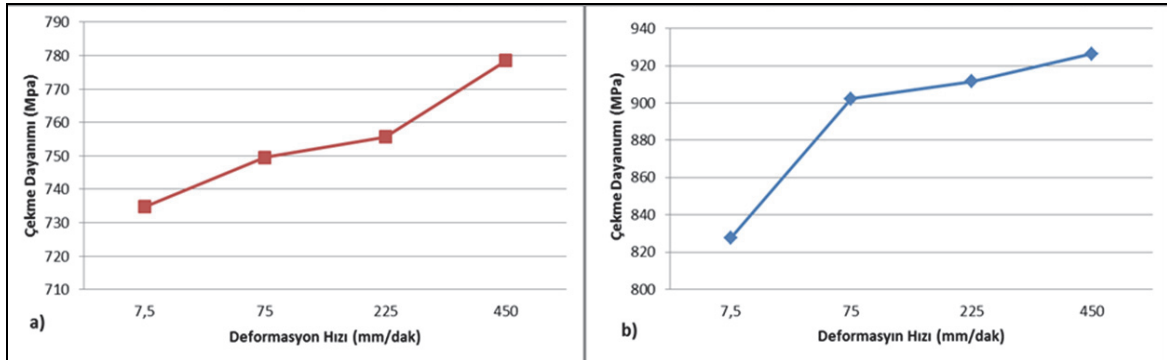 Çekme Dayanımı (Mpa)
790
780
770
760
750
740
730
720
710
7,5 75 225 450
Deformasyon Hızı (mm/dak)
a)
Çekme Dayanumı (MPa)
940
920
900
880
860
840
820
800
7,5 75 225 450
Deformasyın Hızı (mm/dak)
b)